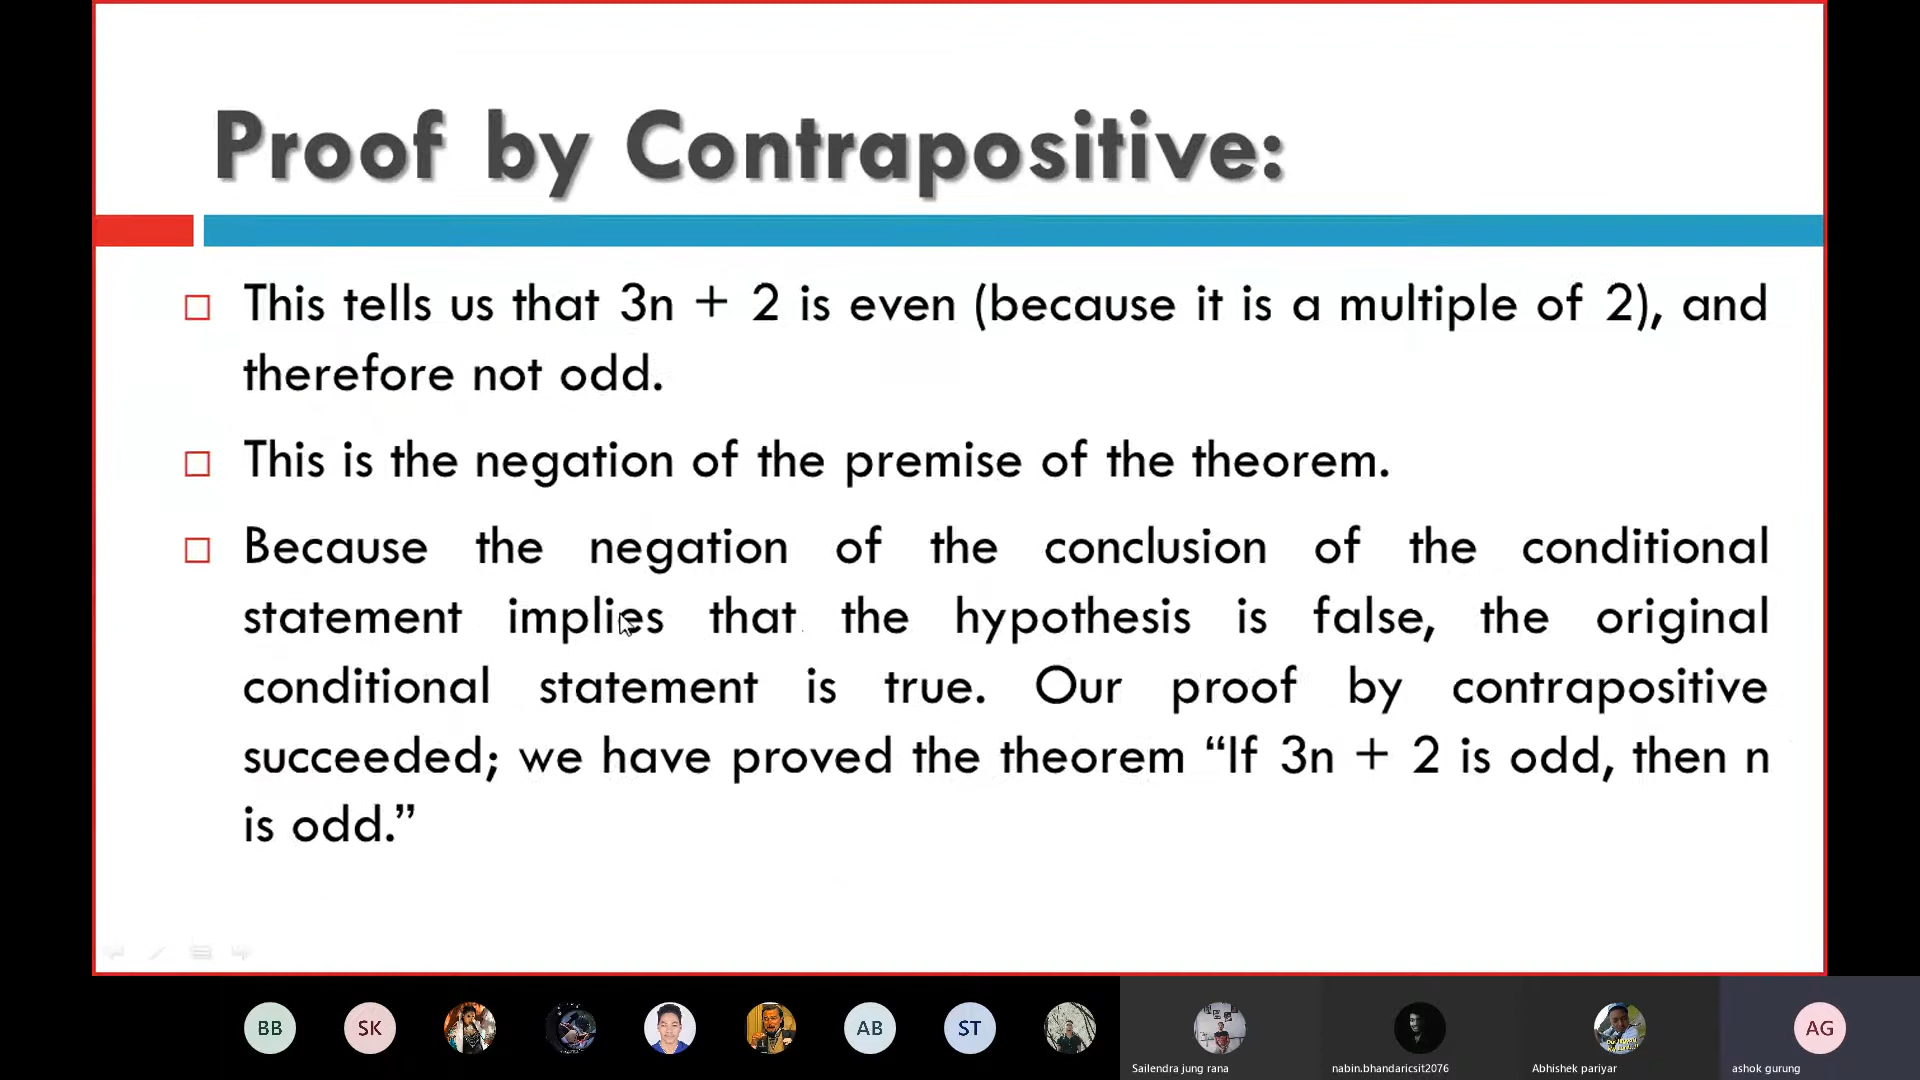 Proof by Contrapositive:
This tells us that 3n + 2 is even (because it is a multiple of 2), and
therefore not odd.
This is the negation of the premise of the theorem.
Because the negation of the conclusion of the conditional
statement implies that the hypothesis is false, the original
conditional statement is true. Our proof by contrapositive
succeeded; we have proved the theorem “If 3n + 2 is odd, then n
is odd.”
BB
SK
AB
ST
AG
Sailendra jung rana
nabin.bhandaricsit2076
Abhishek pariyar
ashok gurung